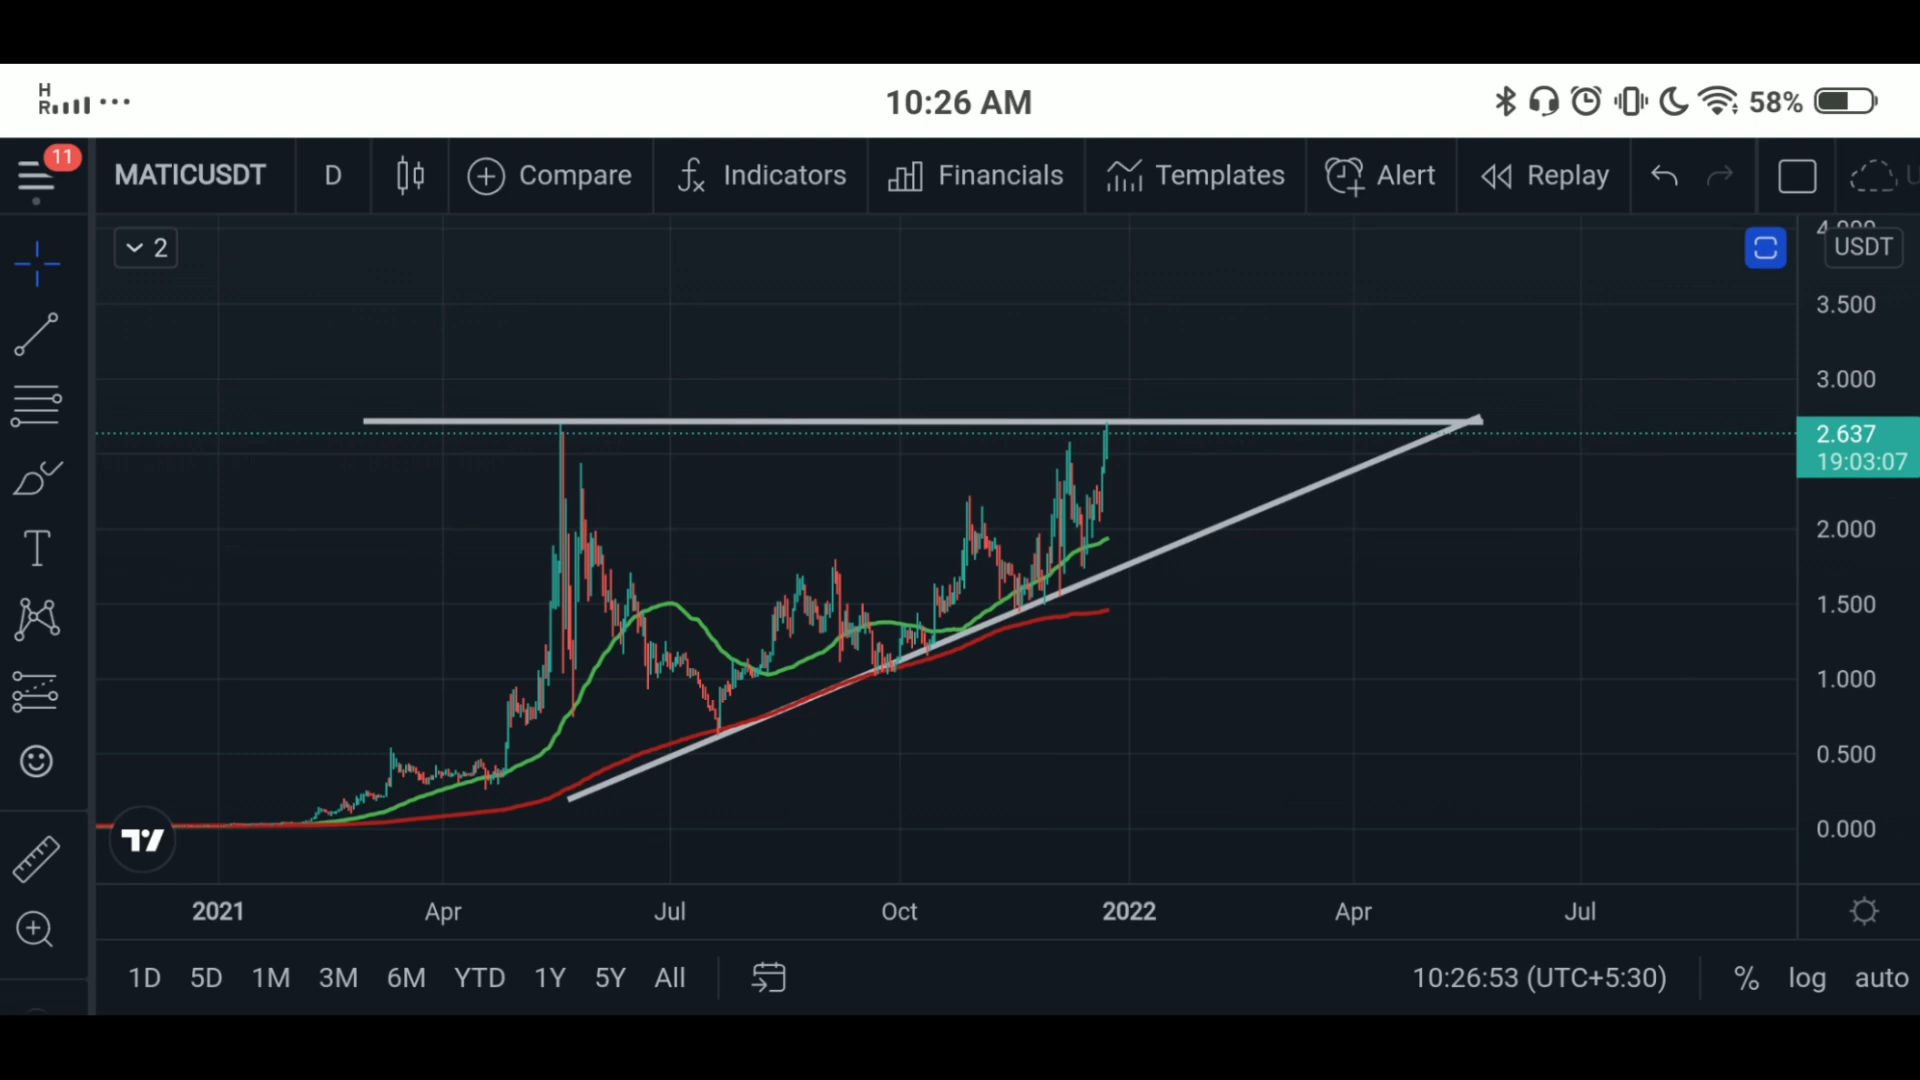 H
R
10:26 AM
58%
11
MATICUSDT
D
Compare
Indicators
Financials
Templates
Alert
Replay
2
4.000
USDT
3.500
3.000
2.637
19:03:07
2.000
1.500
1.000
0.500
0.000
2021 Apr Jul Oct 2022 Apr Jul
1D 5D 1M 3M 6M YTD 1Y 5Y All
10:26:53 (UTC+5:30) % log auto